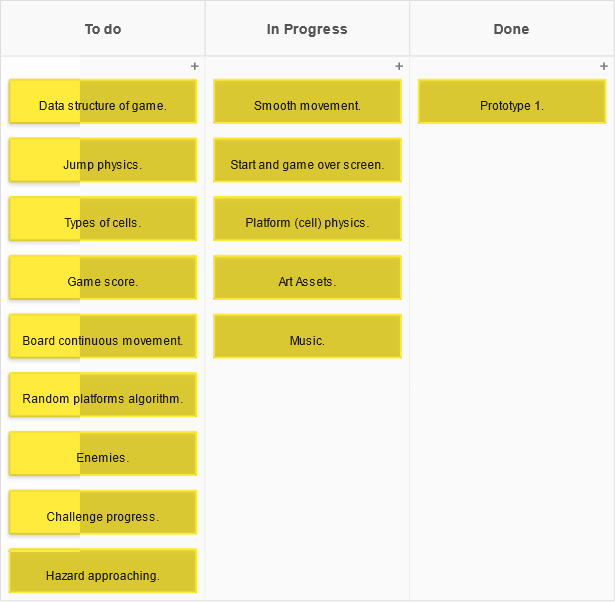 To do
In Progress
Done
+
+
+
Data structure of game.
Smooth movement.
Prototype 1.
Jump physics.
Start and game over screen.
Types of cells.
Platform (cell) physics.
Game score.
Art Assets.
Board continuous movement.
Music.
Random platforms algorithm.
Enemies.
Challenge progress.
Hazard approaching.